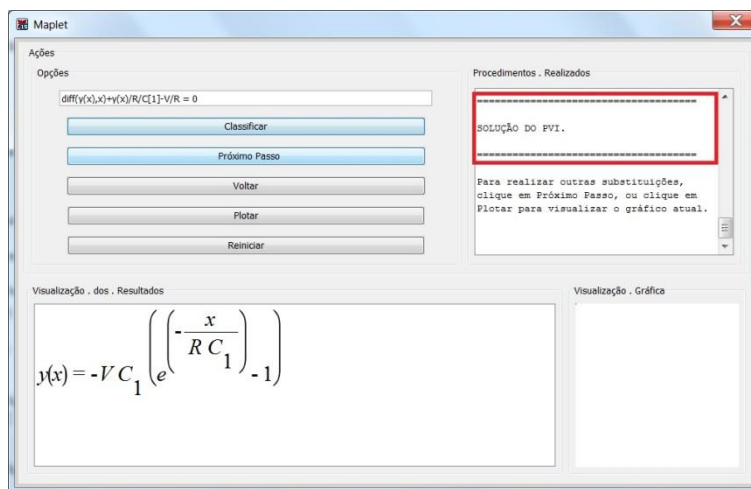 Maplet
Ações
Opções
diff(y(x),x)+y(x)/R/C[1]-V/R = 0
Classificar
Próximo Passo
Voltar
Plotar
Reiniciar
Procedimentos . Realizados
=====================================
SOLUÇÃO DO PVI.
=====================================
Para realizar outras substituições,
clique em Próximo Passo, ou clique em
Plotar para visualizar o gráfico atual.
Visualização . dos . Resultados
y(x) = -V C₁ (e^(-x/(R C₁)) - 1)
Visualização . Gráfica